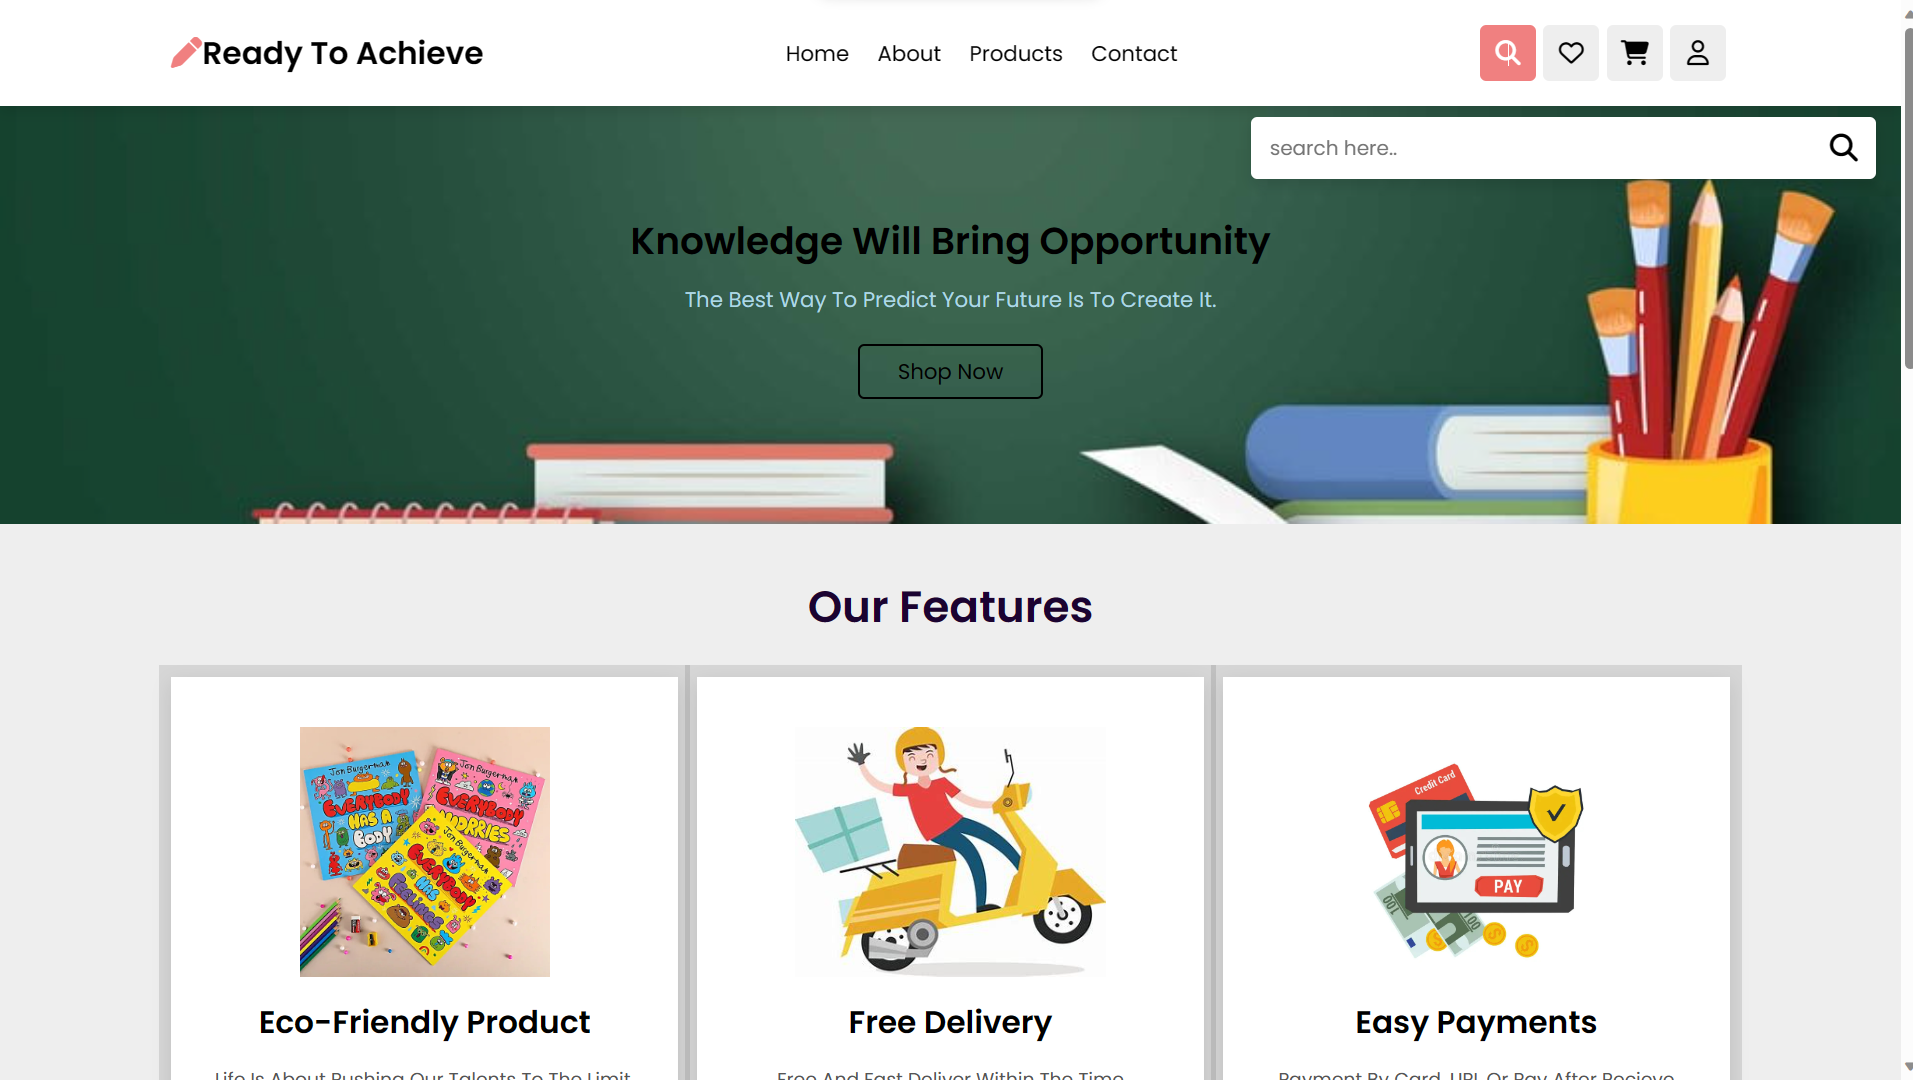 Ready To Achieve
Home About Products Contact
search here..
Knowledge Will Bring Opportunity
The Best Way To Predict Your Future Is To Create It.
Shop Now
Our Features
Jon Burgerman
EVERYBODY
HAS A
BODY
Jon Burgerman
EVERYBODY
WORRIES
Jon Burgerman
EVERYBODY
HAS
FEELINGS
Credit Card
PAY
100
100
Eco-Friendly Product
Free Delivery
Easy Payments
Life Is About Pushing Our Talents To The Limit
Free And Fast Deliver Within The Time
Payment By Card, UPI, Or Pay After Recieve